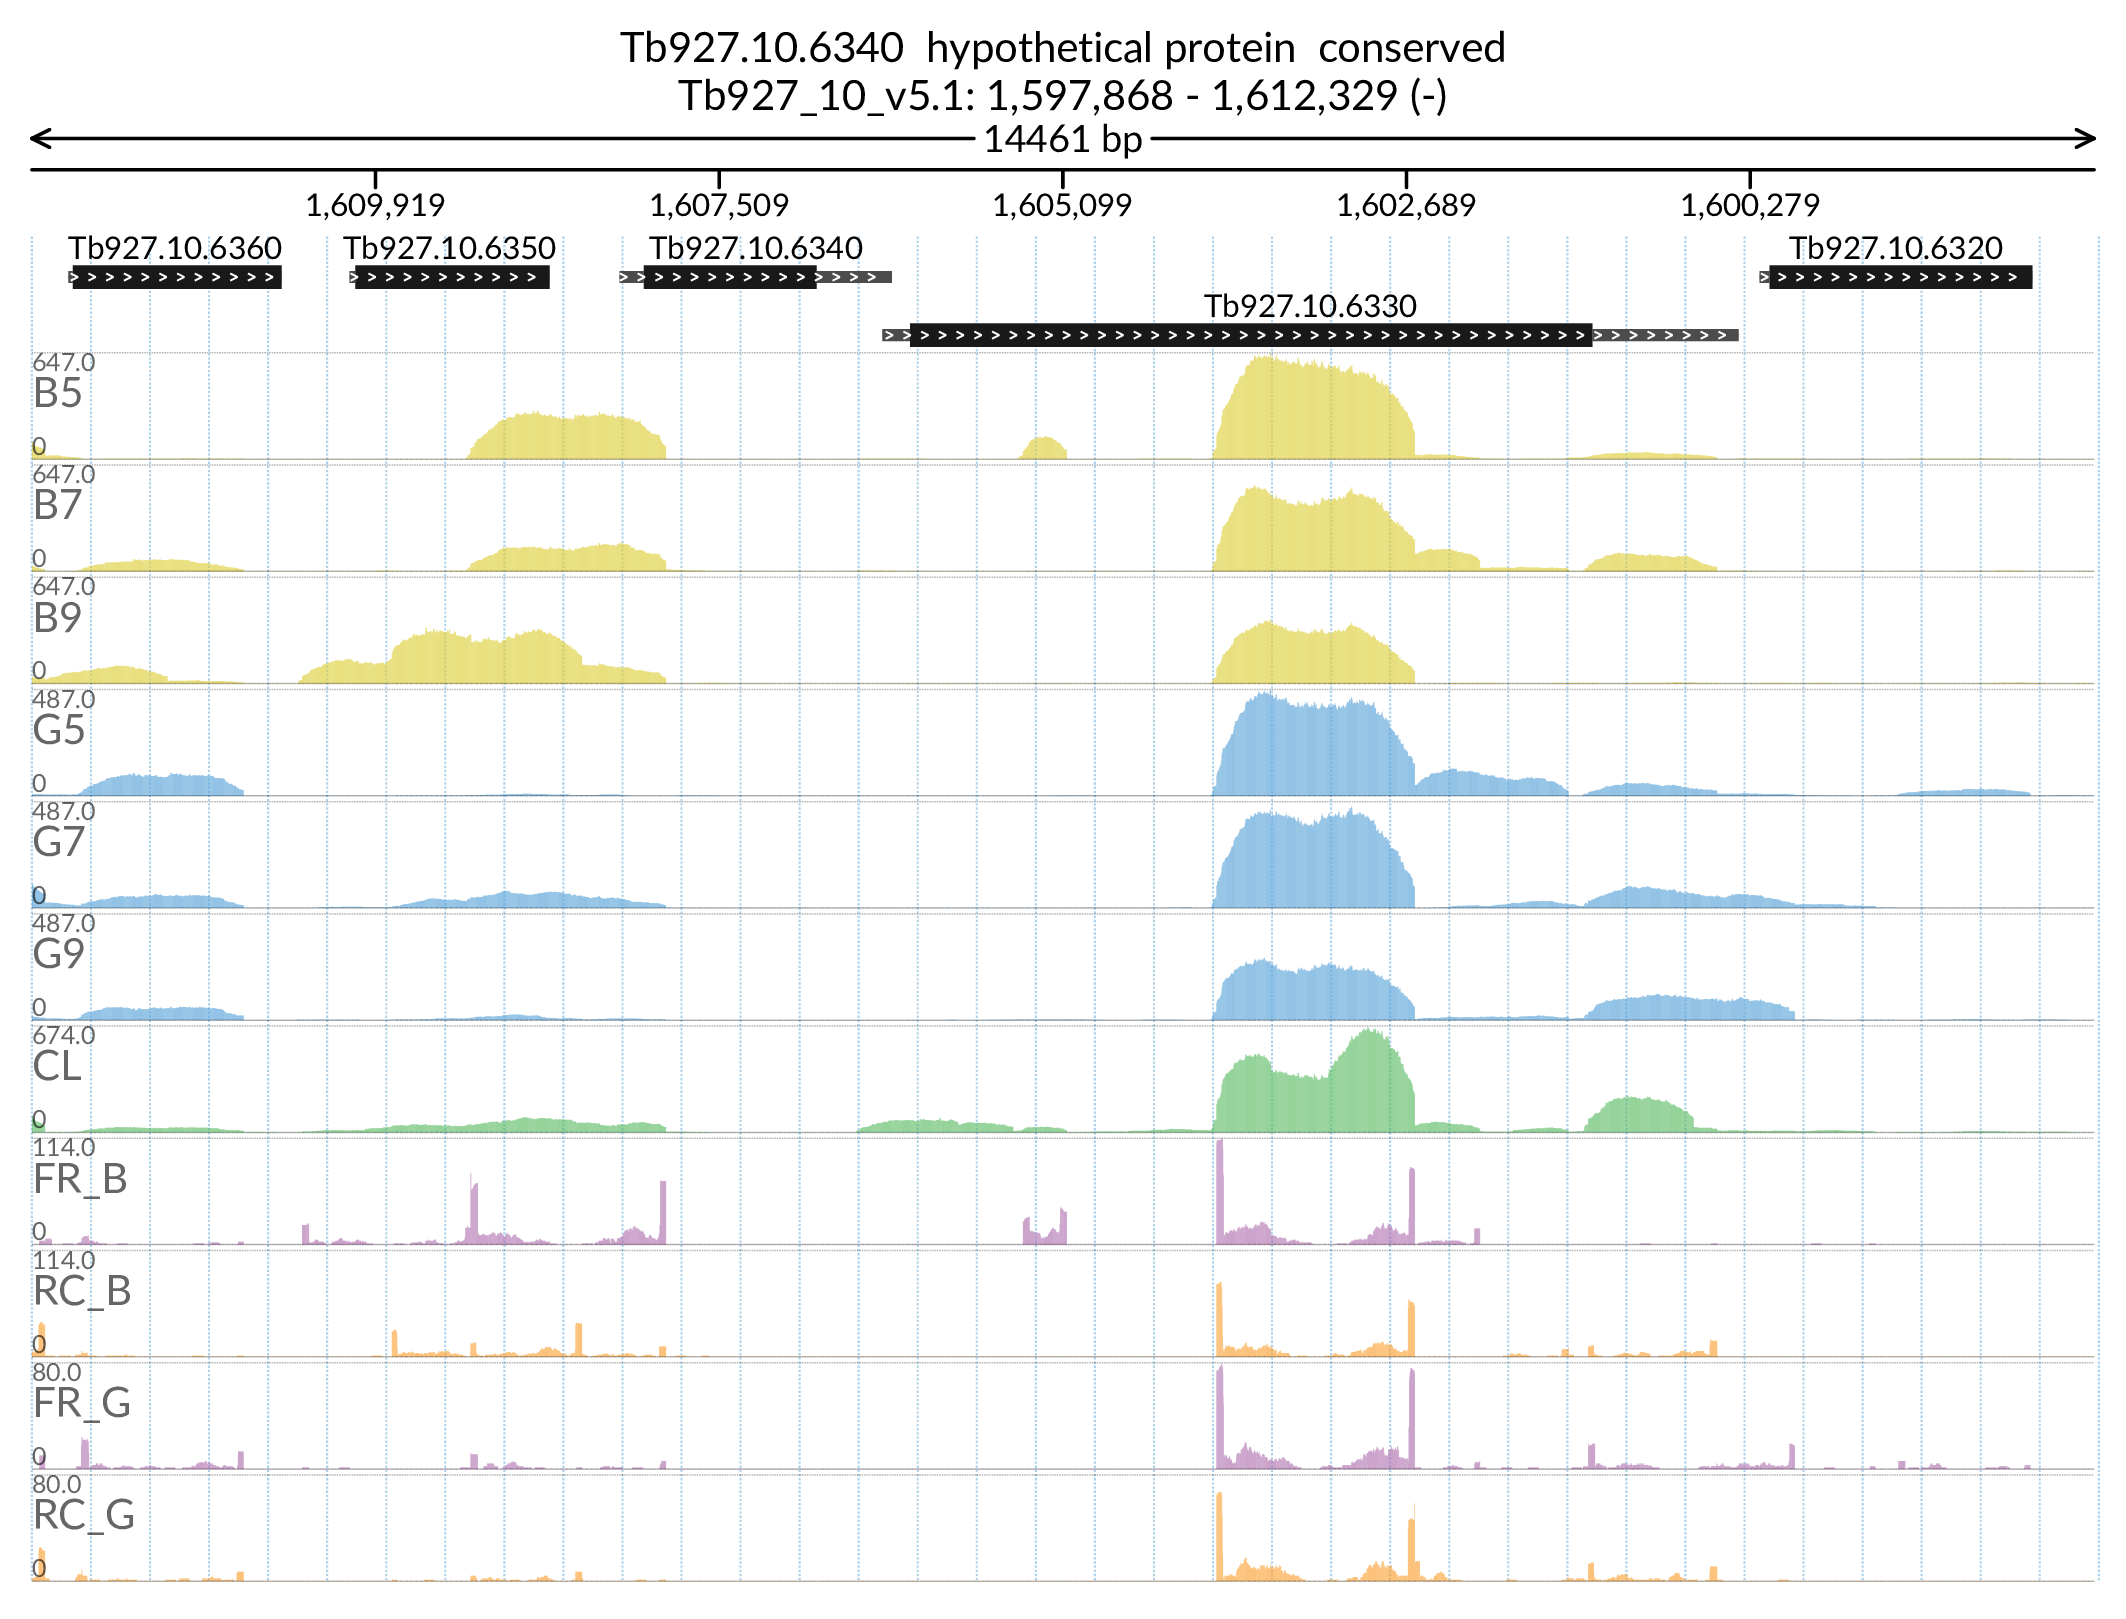 Tb927.10.6340  hypothetical protein  conserved
Tb927_10_v5.1: 1,597,868 - 1,612,329 (-)
14461 bp
1,609,919 1,607,509 1,605,099 1,602,689 1,600,279
Tb927.10.6360 Tb927.10.6350 Tb927.10.6340 Tb927.10.6320
Tb927.10.6330
647.0
B5
0
647.0
B7
0
647.0
B9
0
487.0
G5
0
487.0
G7
0
487.0
G9
0
674.0
CL
0
114.0
FR_B
0
114.0
RC_B
0
80.0
FR_G
0
80.0
RC_G
0